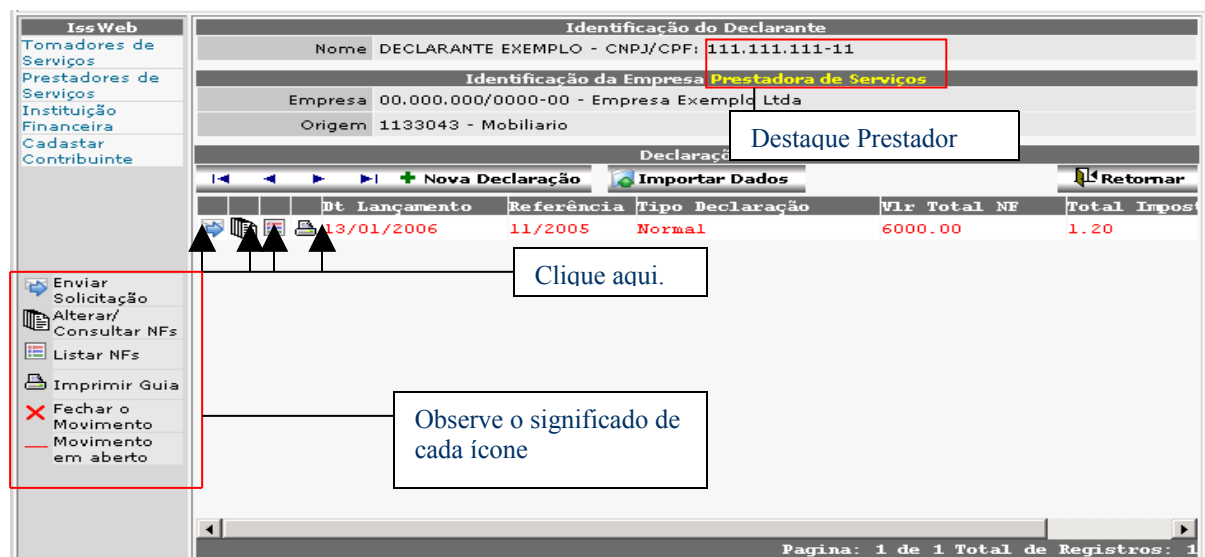 IssWeb
Tomadores de
Serviços
Prestadores de
Serviços
Instituição
Financeira
Cadastar
Contribuinte
Identificação do Declarante
Nome DECLARANTE EXEMPLO - CNPJ/CPF: 111.111.111-11
Identificação da Empresa Prestadora de Serviços
Empresa 00.000.000/0000-00 - Empresa Exemplo Ltda
Origem 1133043 - Mobiliario
Destaque Prestador
Declaraçõ
Nova Declaração Importar Dados Retornar
Dt Lançamento Referência Tipo Declaração Vlr Total NF Total Impost
13/01/2006 11/2005 Normal 6000.00 1.20
Clique aqui.
Enviar
Solicitação
Alterar/
Consultar NFs
Listar NFs
Imprimir Guia
Fechar o
Movimento
Movimento
em aberto
Observe o significado de
cada ícone
Pagina: 1 de 1 Total de Registros: 1